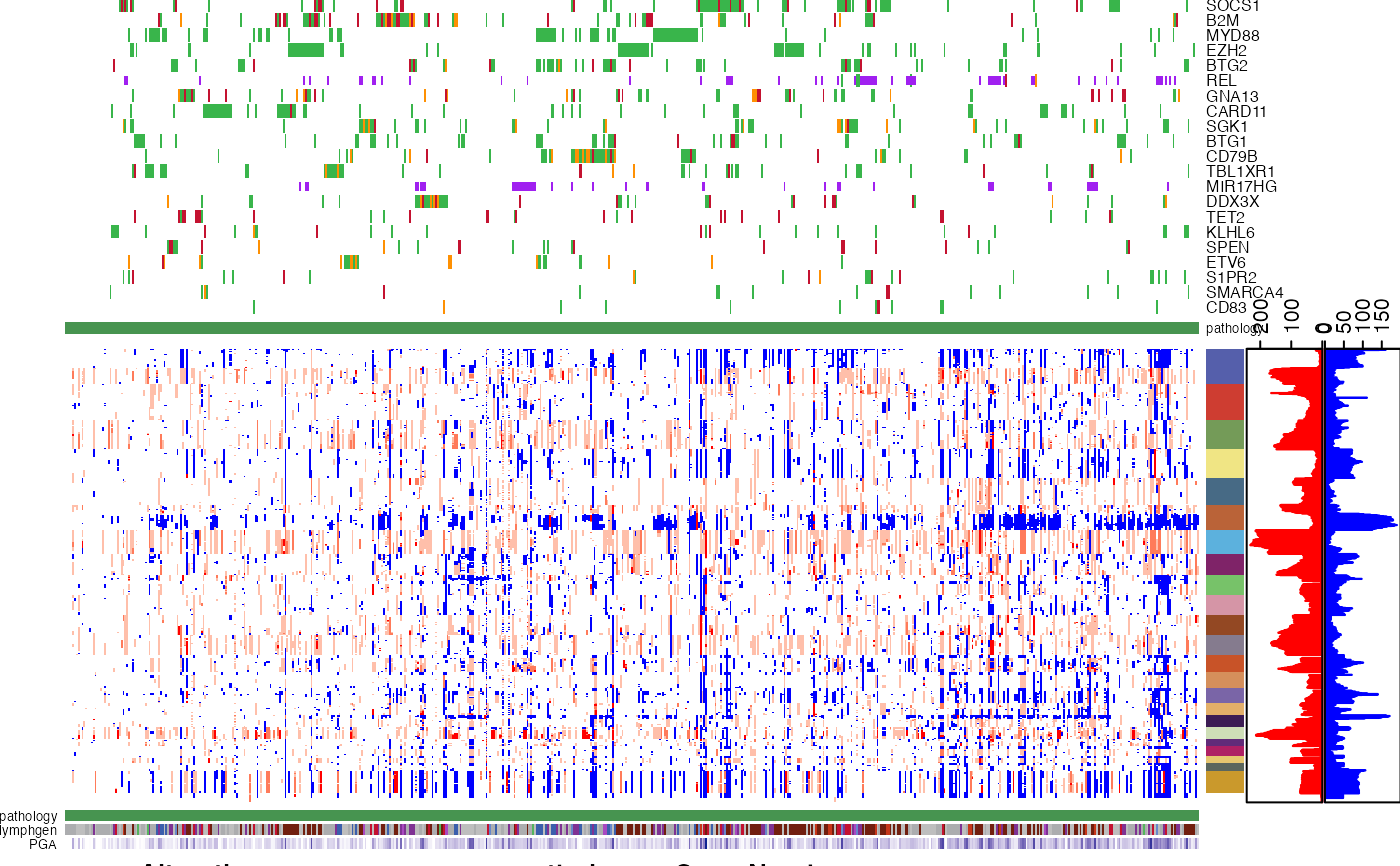 SOCS1
B2M
MYD88
EZH2
BTG2
REL
GNA13
CARD11
SGK1
BTG1
CD79B
TBL1XR1
MIR17HG
DDX3X
TET2
KLHL6
SPEN
ETV6
S1PR2
SMARCA4
CD83
pathology
200
100
0
0
50
100
150
pathology
lymphgen
PGA